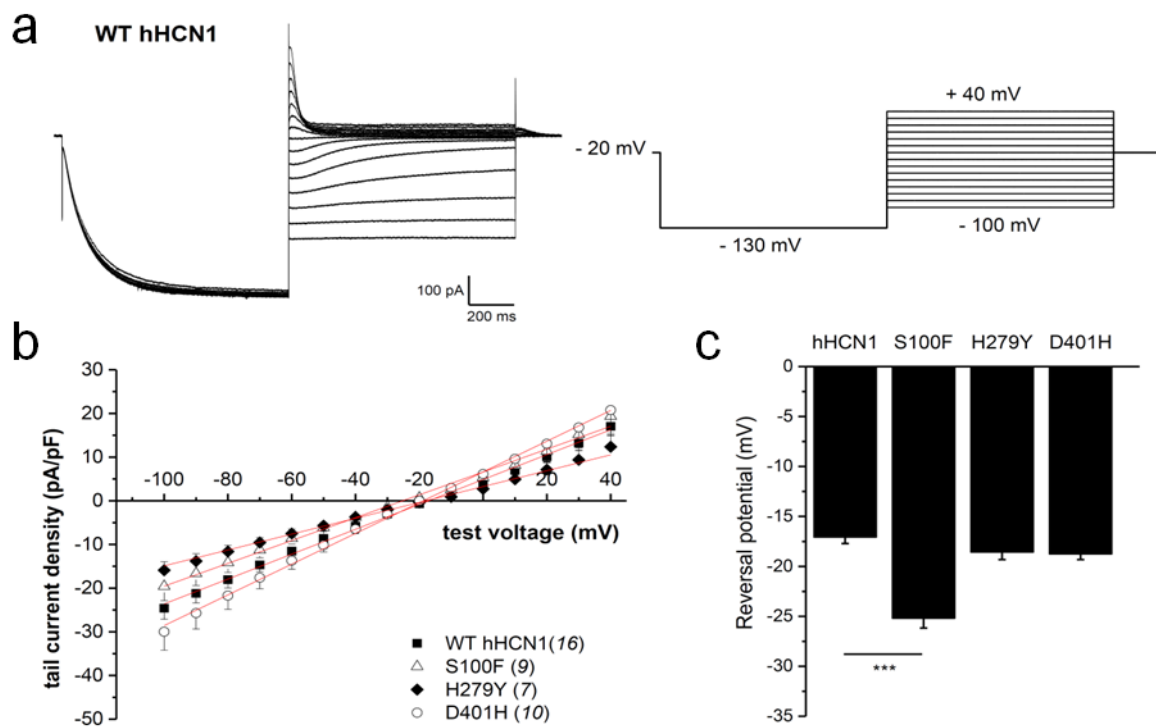 a
WT hHCN1
+ 40 mV
- 20 mV
- 130 mV
- 100 mV
100 pA
200 ms
b
30
20
10
0
-10
-20
-30
-40
-50
-100 -80 -60 -40 -20 0 20 40
tail current density (pA/pF)
test voltage (mV)
WT hHCN1(16)
S100F (9)
H279Y (7)
D401H (10)
c
hHCN1 S100F H279Y D401H
0
-5
-10
-15
-20
-25
-30
-35
Reversal potential (mV)
***